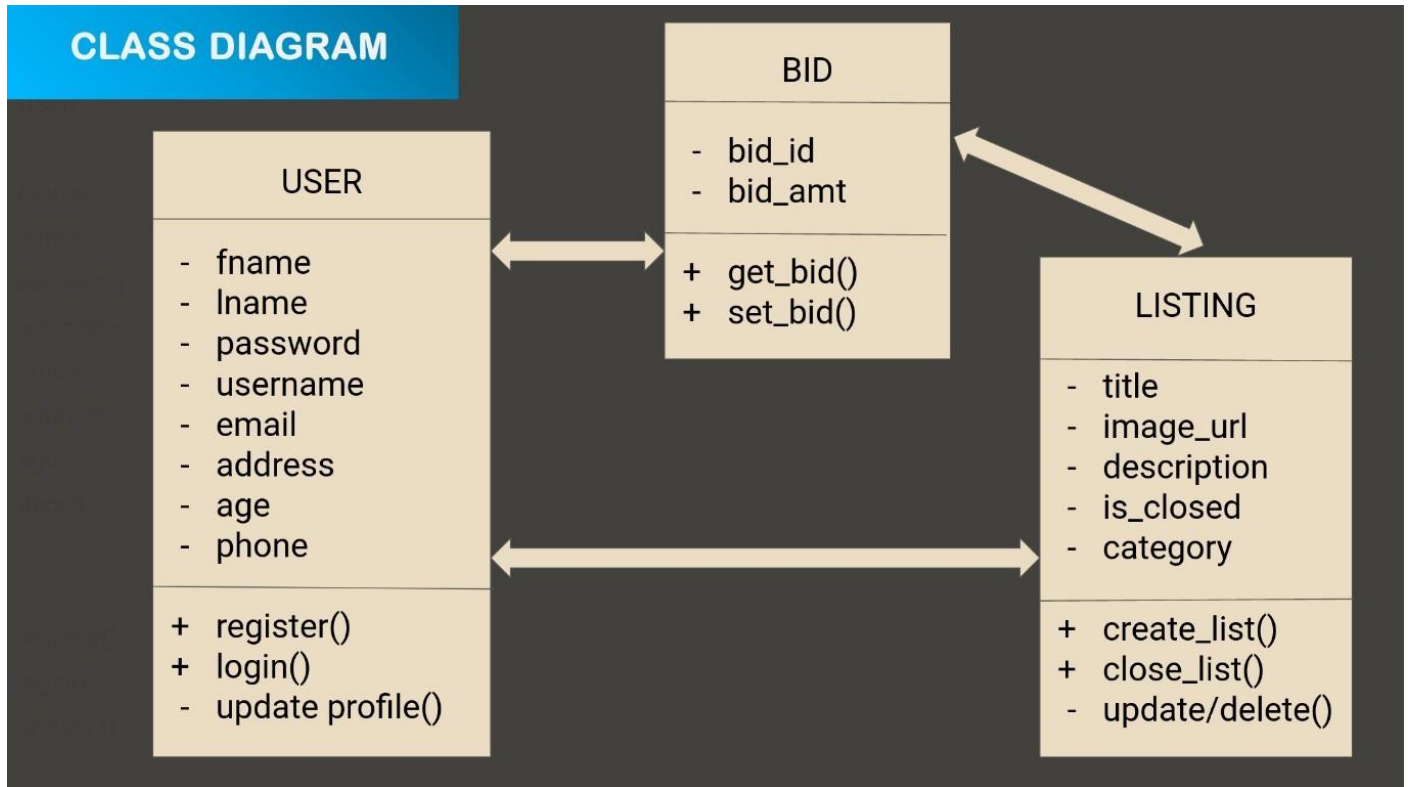 CLASS DIAGRAM
USER
- fname
- lname
- password
- username
- email
- address
- age
- phone
+ register()
+ login()
- update profile()
BID
- bid_id
- bid_amt
+ get_bid()
+ set_bid()
LISTING
- title
- image_url
- description
- is_closed
- category
+ create_list()
+ close_list()
- update/delete()